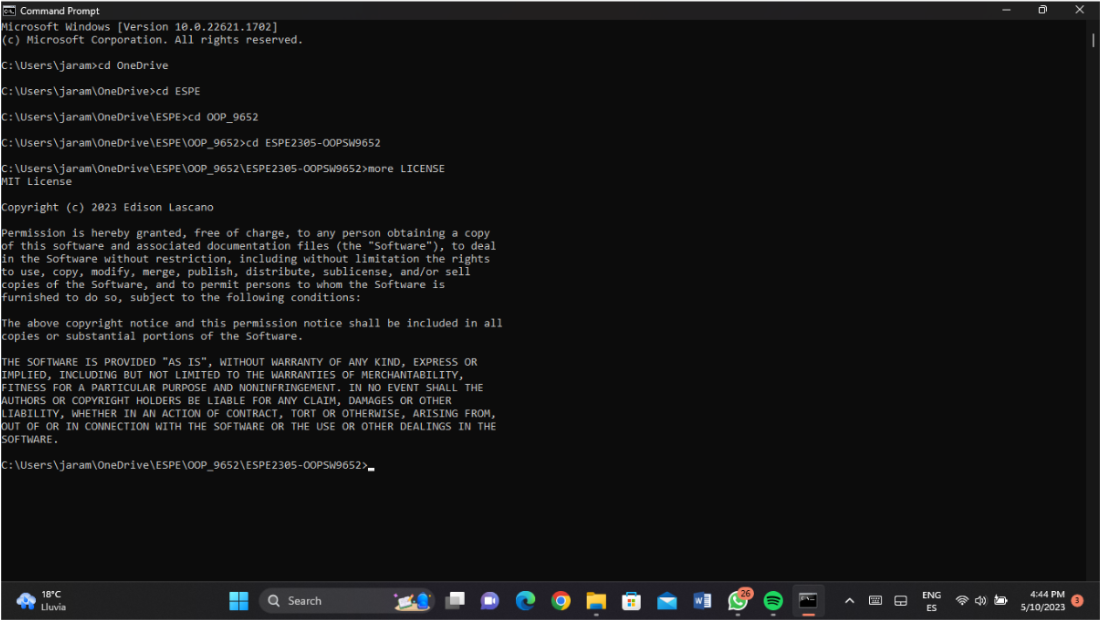 Command Prompt
Microsoft Windows [Version 10.0.22621.1702]
(c) Microsoft Corporation. All rights reserved.
C:\Users\jaram>cd OneDrive
C:\Users\jaram\OneDrive>cd ESPE
C:\Users\jaram\OneDrive\ESPE>cd OOP_9652
C:\Users\jaram\OneDrive\ESPE\OOP_9652>cd ESPE2305-OOPSW9652
C:\Users\jaram\OneDrive\ESPE\OOP_9652\ESPE2305-OOPSW9652>more LICENSE
MIT License
Copyright (c) 2023 Edison Lascano
Permission is hereby granted, free of charge, to any person obtaining a copy
of this software and associated documentation files (the "Software"), to deal
in the Software without restriction, including without limitation the rights
to use, copy, modify, merge, publish, distribute, sublicense, and/or sell
copies of the Software, and to permit persons to whom the Software is
furnished to do so, subject to the following conditions:
The above copyright notice and this permission notice shall be included in all
copies or substantial portions of the Software.
THE SOFTWARE IS PROVIDED "AS IS", WITHOUT WARRANTY OF ANY KIND, EXPRESS OR
IMPLIED, INCLUDING BUT NOT LIMITED TO THE WARRANTIES OF MERCHANTABILITY,
FITNESS FOR A PARTICULAR PURPOSE AND NONINFRINGEMENT. IN NO EVENT SHALL THE
AUTHORS OR COPYRIGHT HOLDERS BE LIABLE FOR ANY CLAIM, DAMAGES OR OTHER
LIABILITY, WHETHER IN AN ACTION OF CONTRACT, TORT OR OTHERWISE, ARISING FROM,
OUT OF OR IN CONNECTION WITH THE SOFTWARE OR THE USE OR OTHER DEALINGS IN THE
SOFTWARE.
C:\Users\jaram\OneDrive\ESPE\OOP_9652\ESPE2305-OOPSW9652>
18°C
Lluvia
Search
26
ENG
ES
4:44 PM
5/10/2023
3